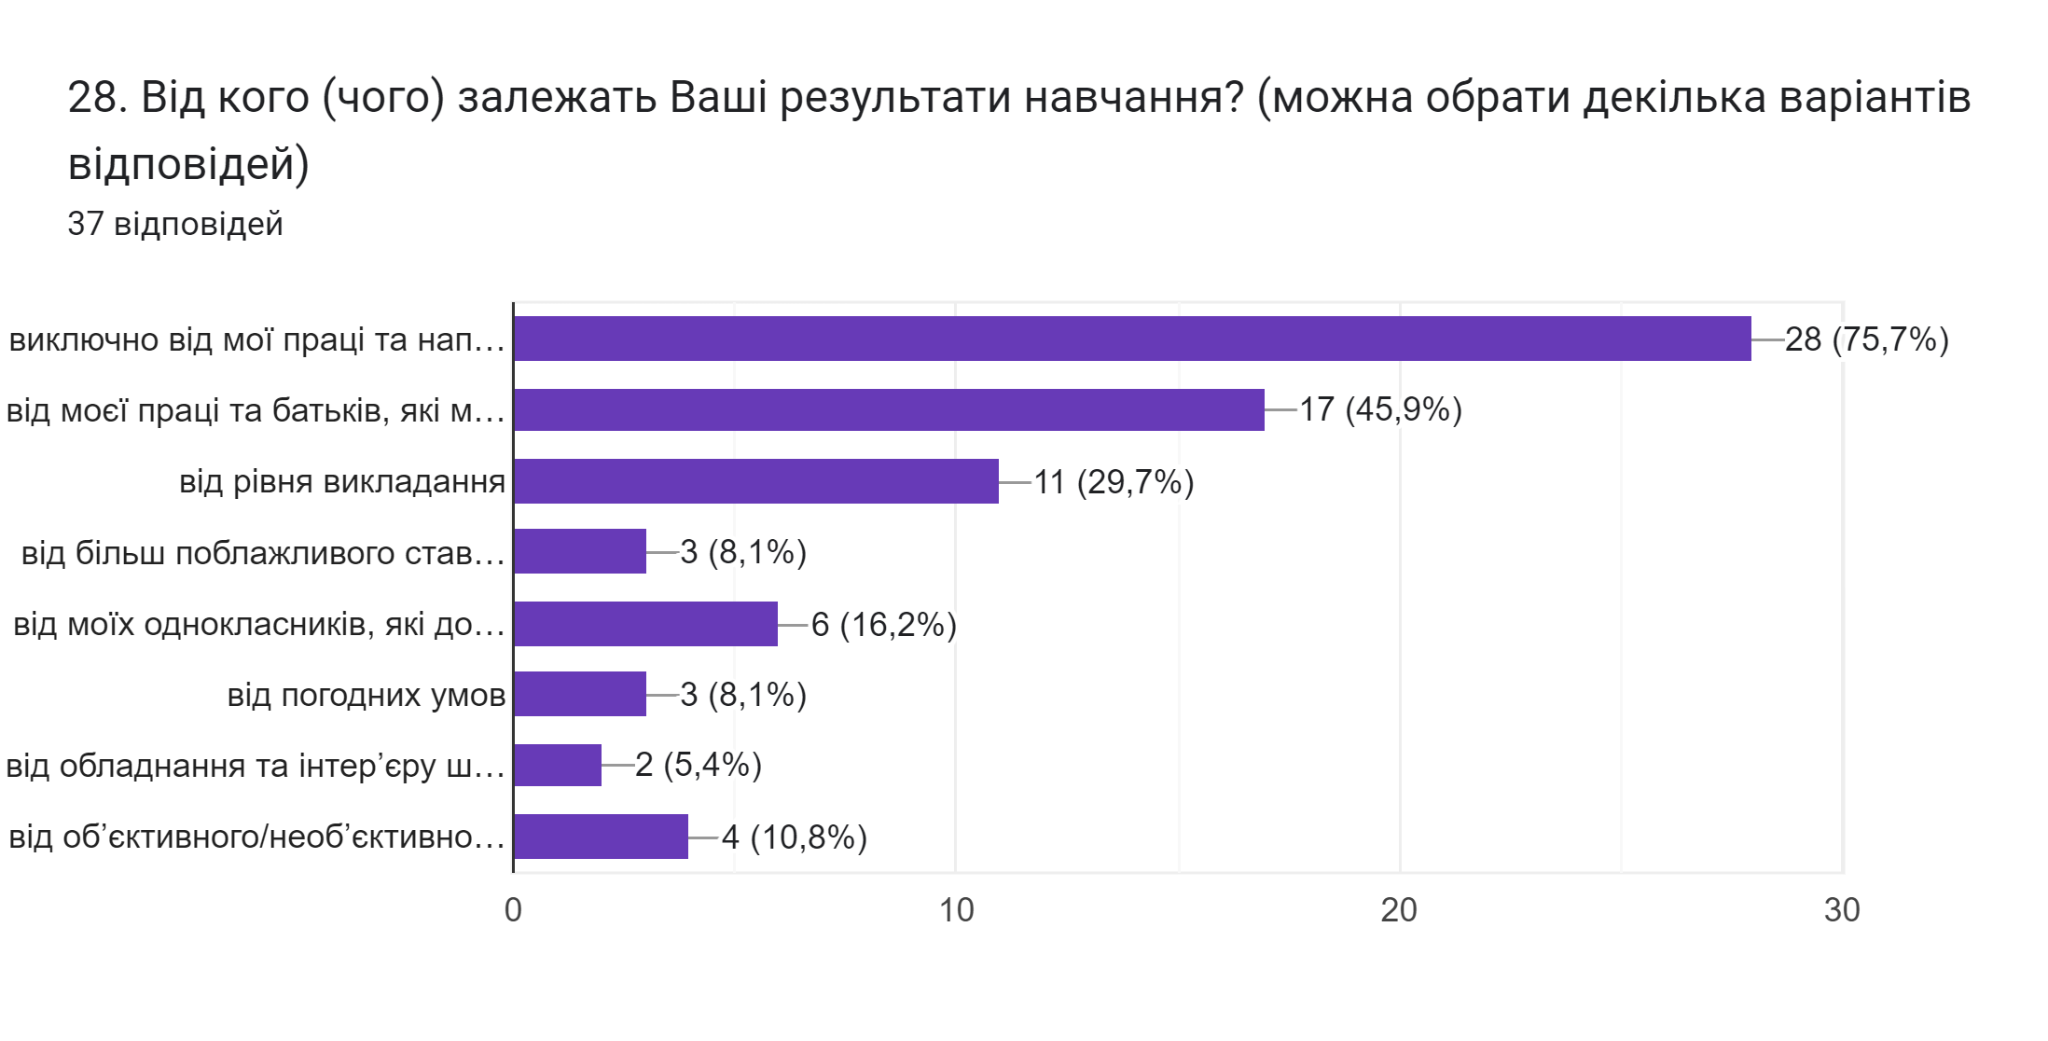 28. Від кого (чого) залежать Ваші результати навчання? (можна обрати декілька варіантів
відповідей)
37 відповідей
виключно від мої праці та нап… 28 (75,7%)
від моєї праці та батьків, які м… 17 (45,9%)
від рівня викладання 11 (29,7%)
від більш поблажливого став… 3 (8,1%)
від моїх однокласників, які до… 6 (16,2%)
від погодних умов 3 (8,1%)
від обладнання та інтер’єру ш… 2 (5,4%)
від об’єктивного/необ’єктивно… 4 (10,8%)
0 10 20 30